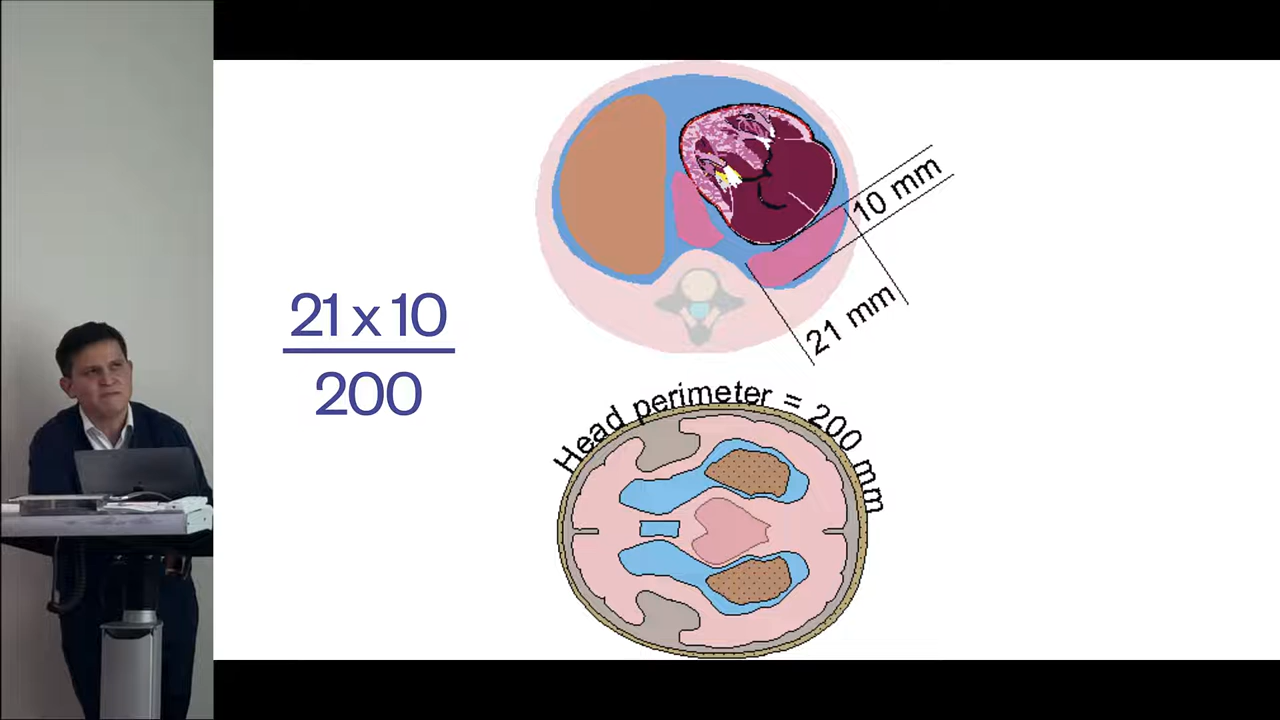 21 x 10
200
10 mm
21 mm
Head perimeter = 200 mm